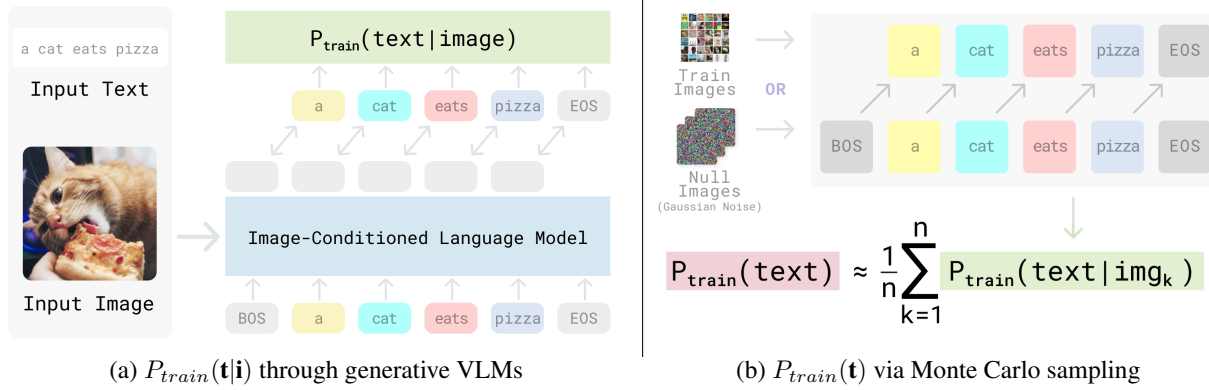 a cat eats pizza
Input Text
Input Image
P_train(text|image)
a cat eats pizza EOS
Image-Conditioned Language Model
BOS a cat eats pizza EOS
(a) P_train(t|i) through generative VLMs
Train
Images
OR
Null
Images
(Gaussian Noise)
a cat eats pizza EOS
BOS a cat eats pizza EOS
P_train(text) ≈ 1/n ∑ n k=1 P_train(text|img_k)
(b) P_train(t) via Monte Carlo sampling